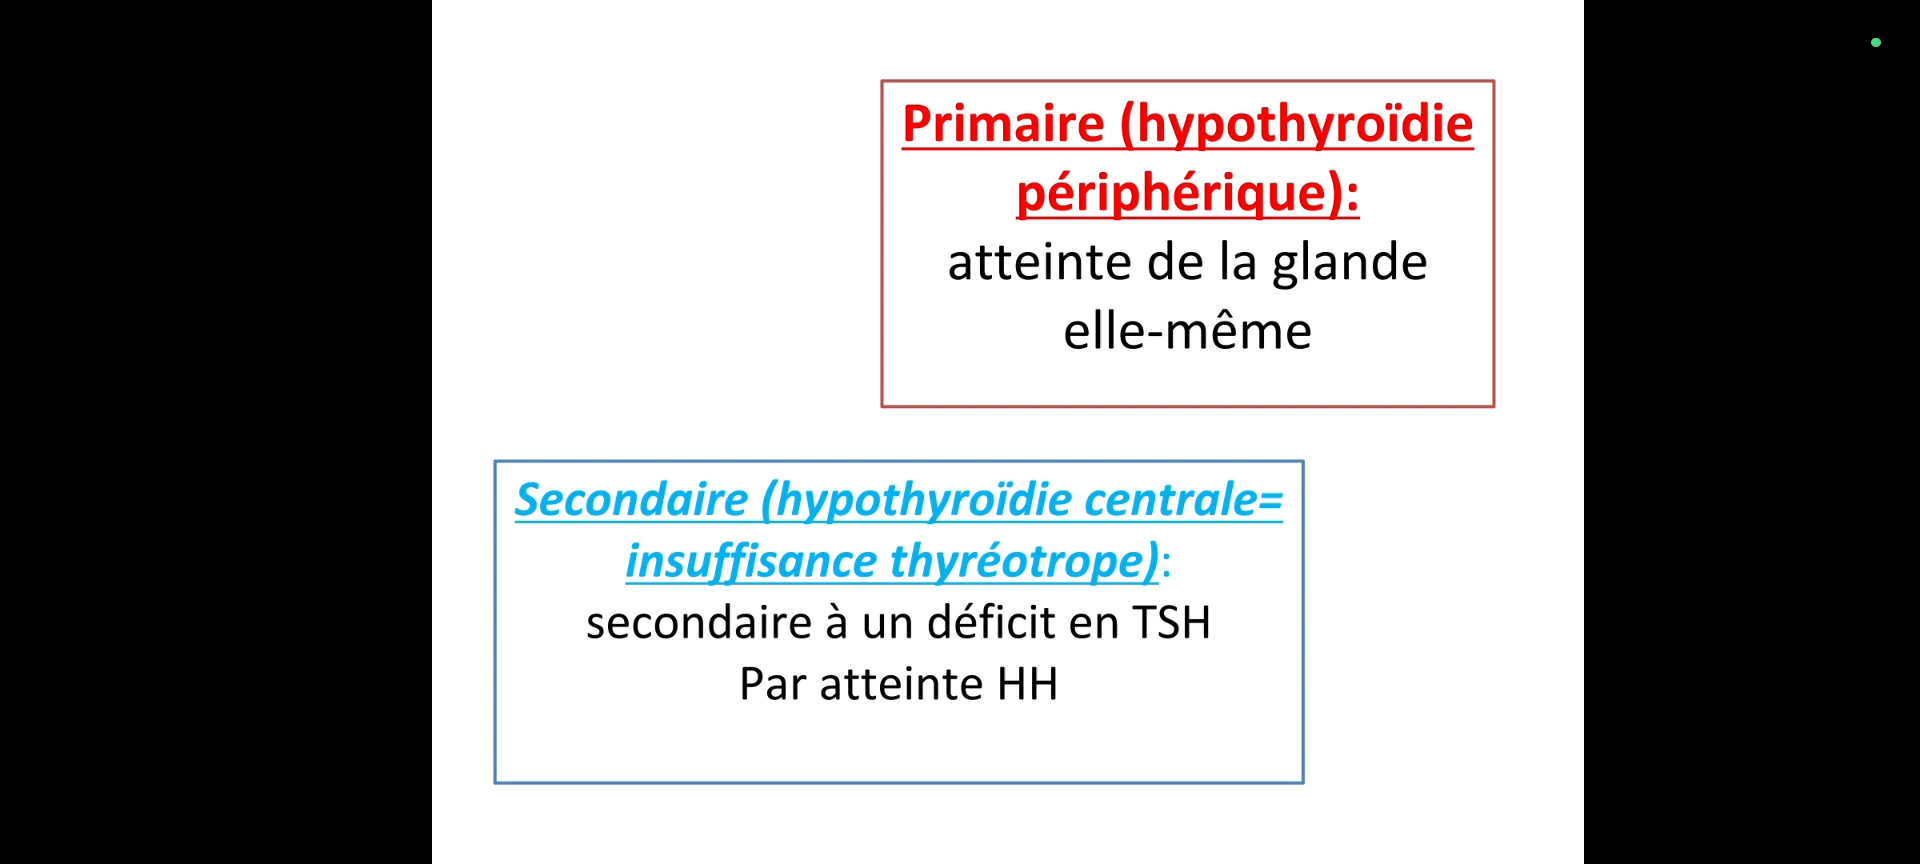 Primaire (hypothyroïdie
périphérique):
atteinte de la glande
elle-même
Secondaire (hypothyroïdie centrale=
insuffisance thyréotrope):
secondaire à un déficit en TSH
Par atteinte HH